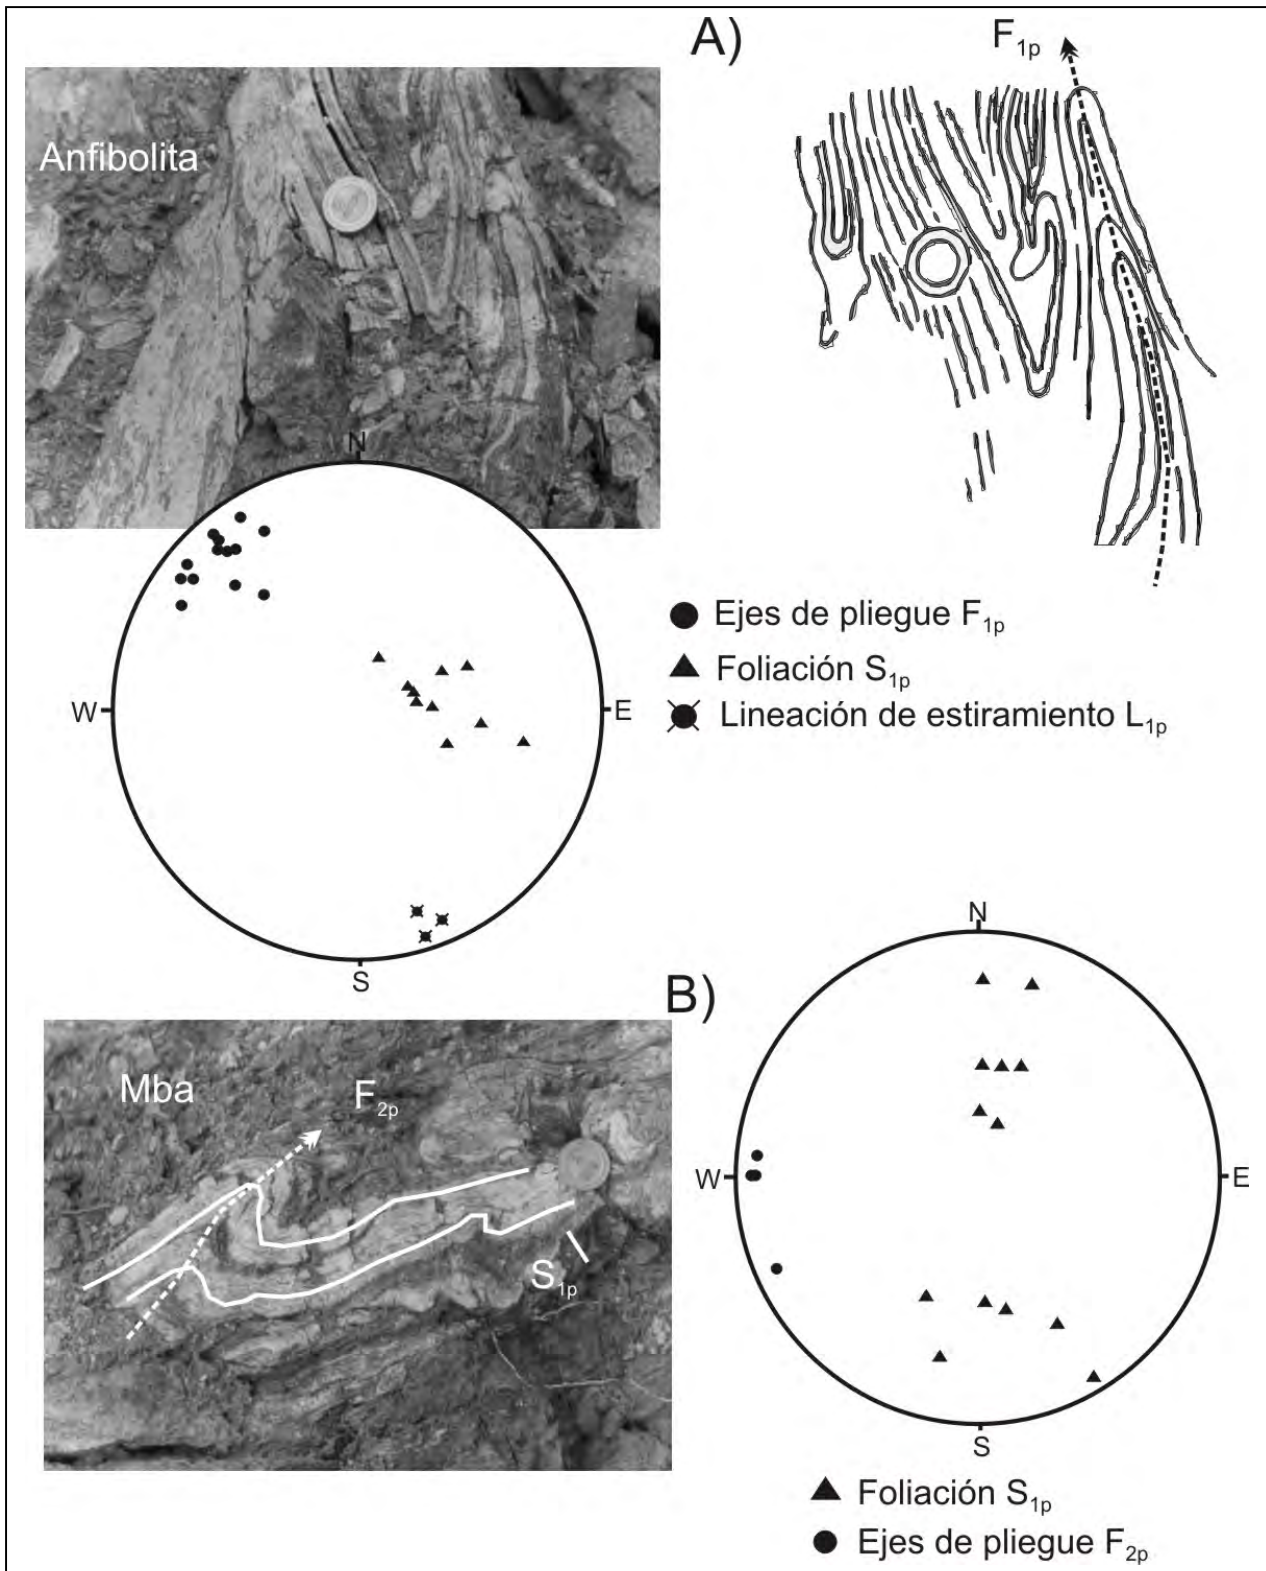 A)
F1p
Anfibolita
N
W
E
S
Ejes de pliegue F1p
Foliación S1p
Lineación de estiramiento L1p
B)
Mba
F2p
S1p
N
W
E
S
Foliación S1p
Ejes de pliegue F2p